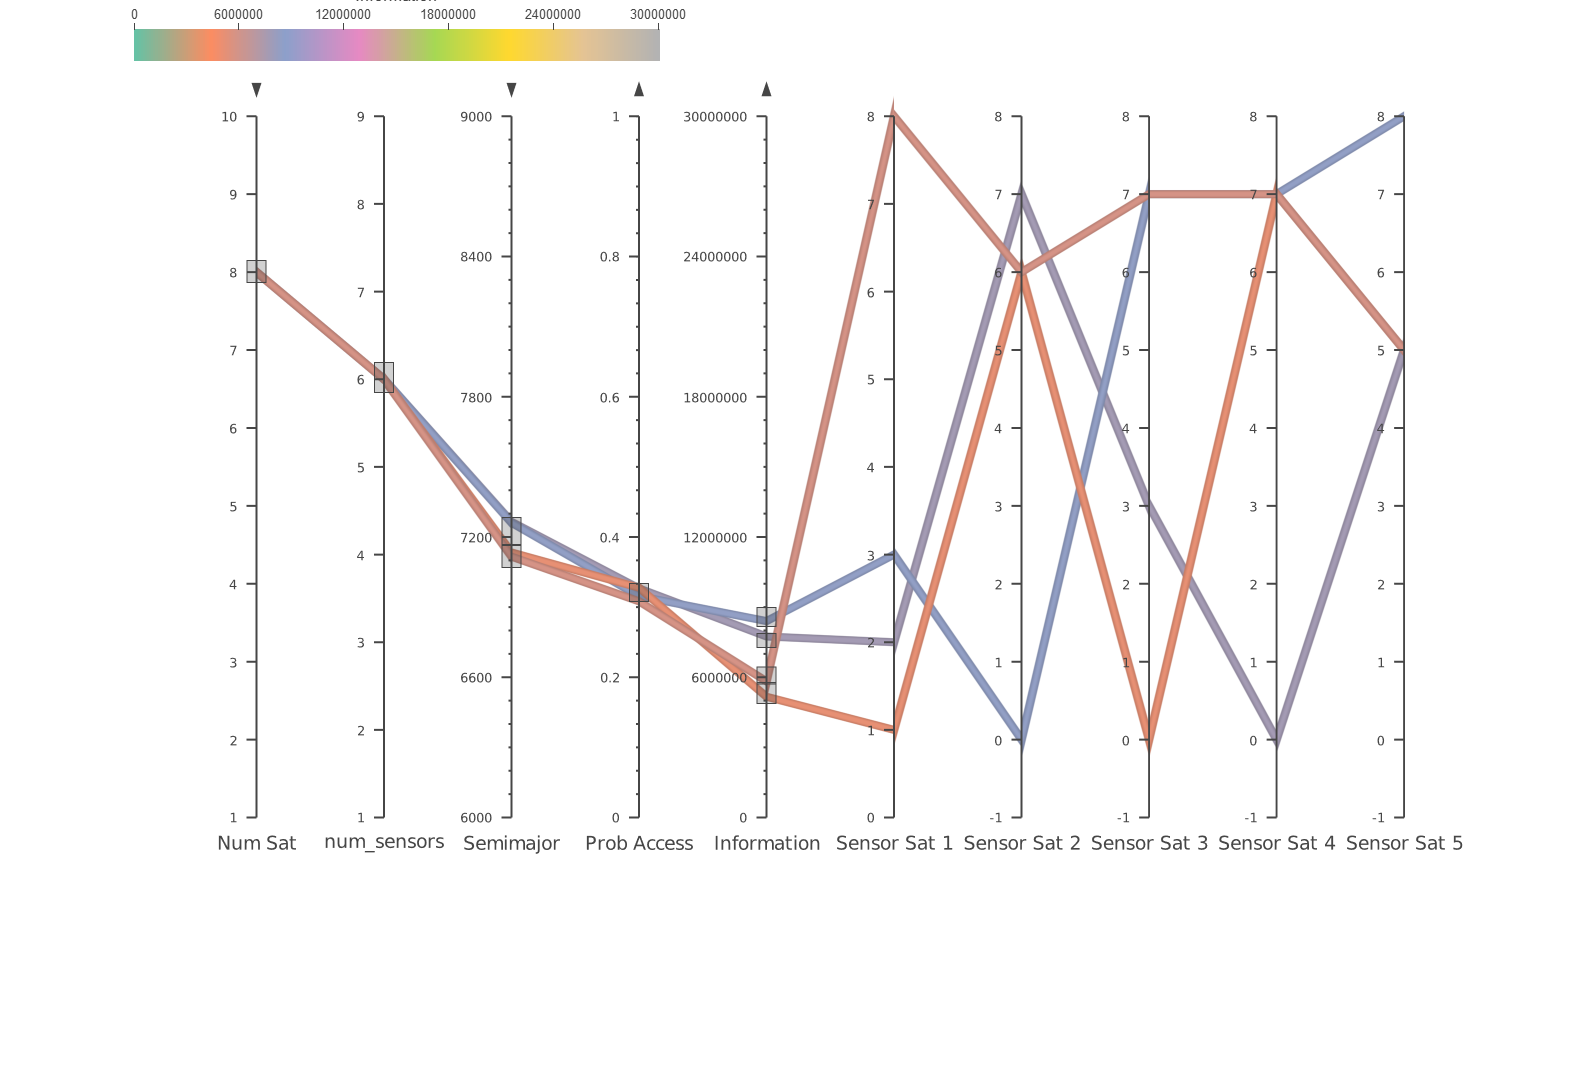 Information
0 6000000 12000000 18000000 24000000 30000000
10 9 9000 1 30000000 8 8 8 8 8
9 8 8400 0.8 24000000 7 7 7 7 7
8 7 7800 0.6 18000000 6 6 6 6 6
7 6 7200 0.4 12000000 5 5 5 5 5
6 5 6600 0.2 6000000 4 4 4 4 4
5 4 6000 0 0 3 3 3 3 3
4 3 2 2 2 2 2
3 2 1 1 1 1 1
2 1 0 0 0 0 0
1 -1 -1 -1 -1
Num Sat num_sensors Semimajor Prob Access Information Sensor Sat 1 Sensor Sat 2 Sensor Sat 3 Sensor Sat 4 Sensor Sat 5